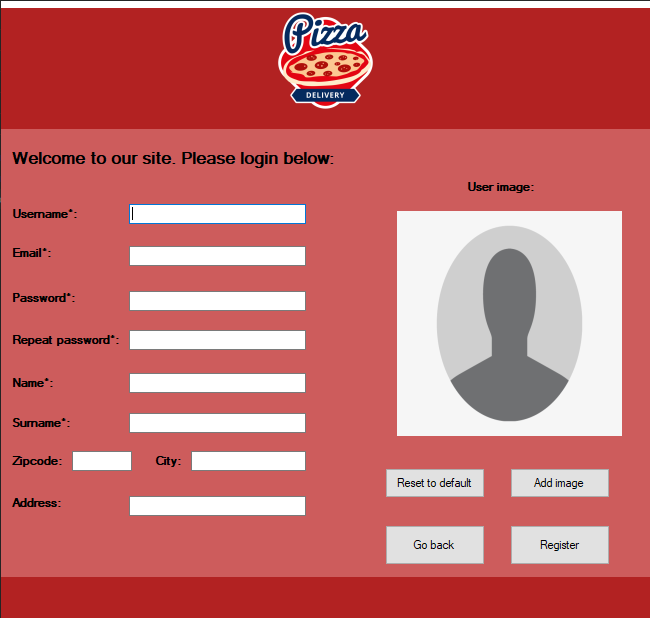 Pizza
DELIVERY
Welcome to our site. Please login below:
User image:
Username*:
Email*:
Password*:
Repeat password*:
Name*:
Surname*:
Zipcode: City:
Reset to default Add image
Address:
Go back Register